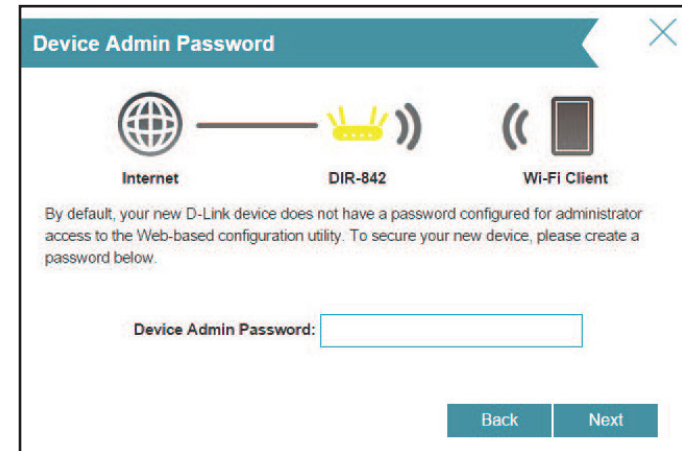 Device Admin Password
Internet DIR-842 Wi-Fi Client
By default, your new D-Link device does not have a password configured for administrator
access to the Web-based configuration utility. To secure your new device, please create a
password below.
Device Admin Password:
Back Next